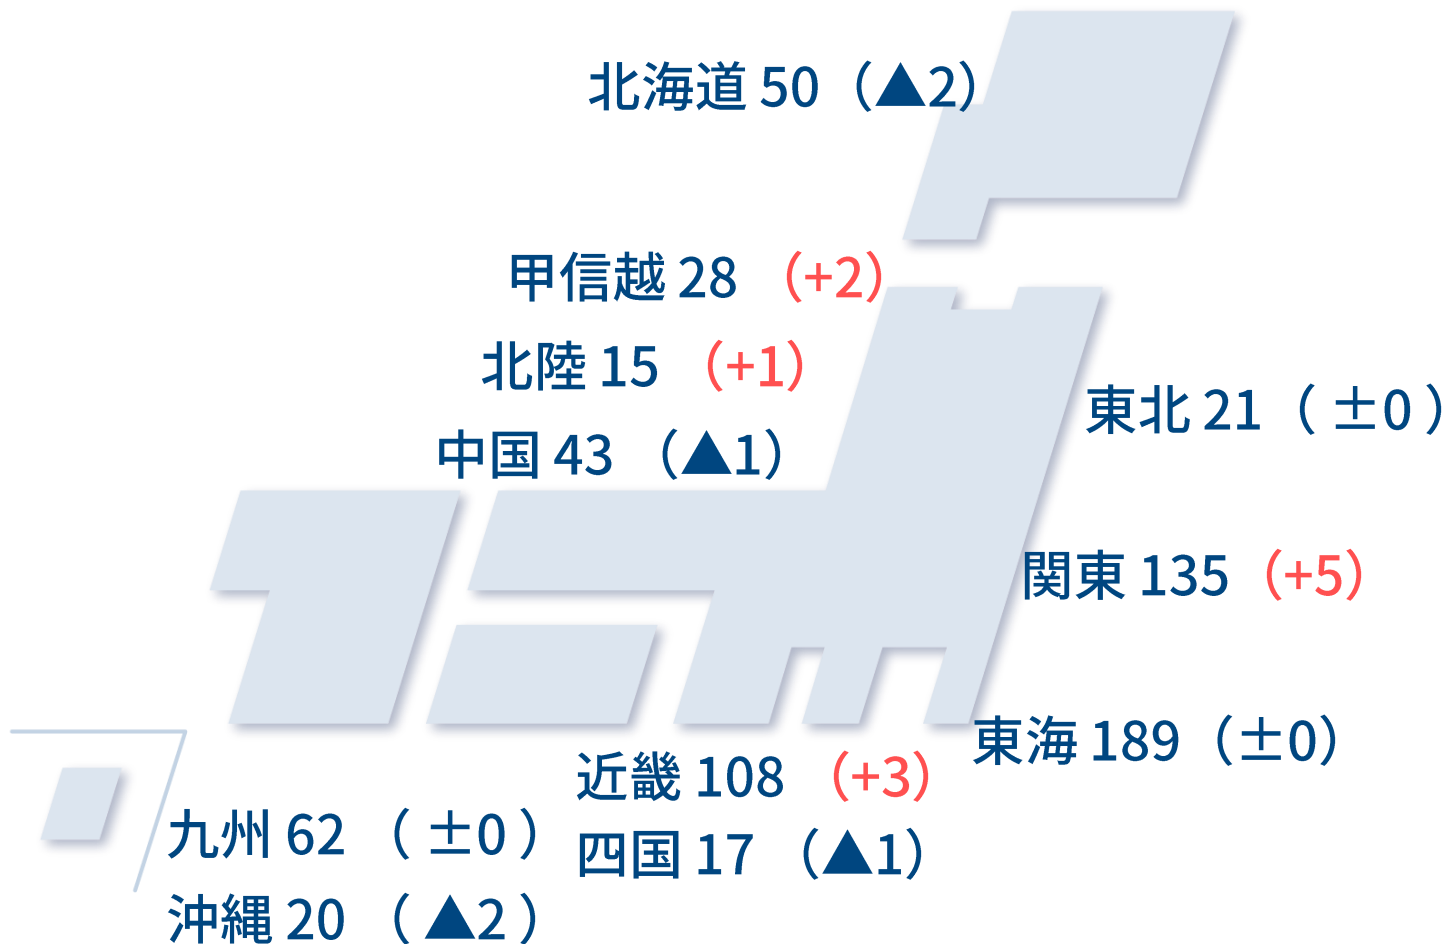 北海道 50（▲2）
甲信越 28 （+2）
北陸 15 （+1）
東北 21（ ±0 ）
中国 43 （▲1）
関東 135（+5）
東海 189（±0）
近畿 108 （+3）
九州 62 （ ±0 ）
四国 17 （▲1）
沖縄 20 （ ▲2 ）